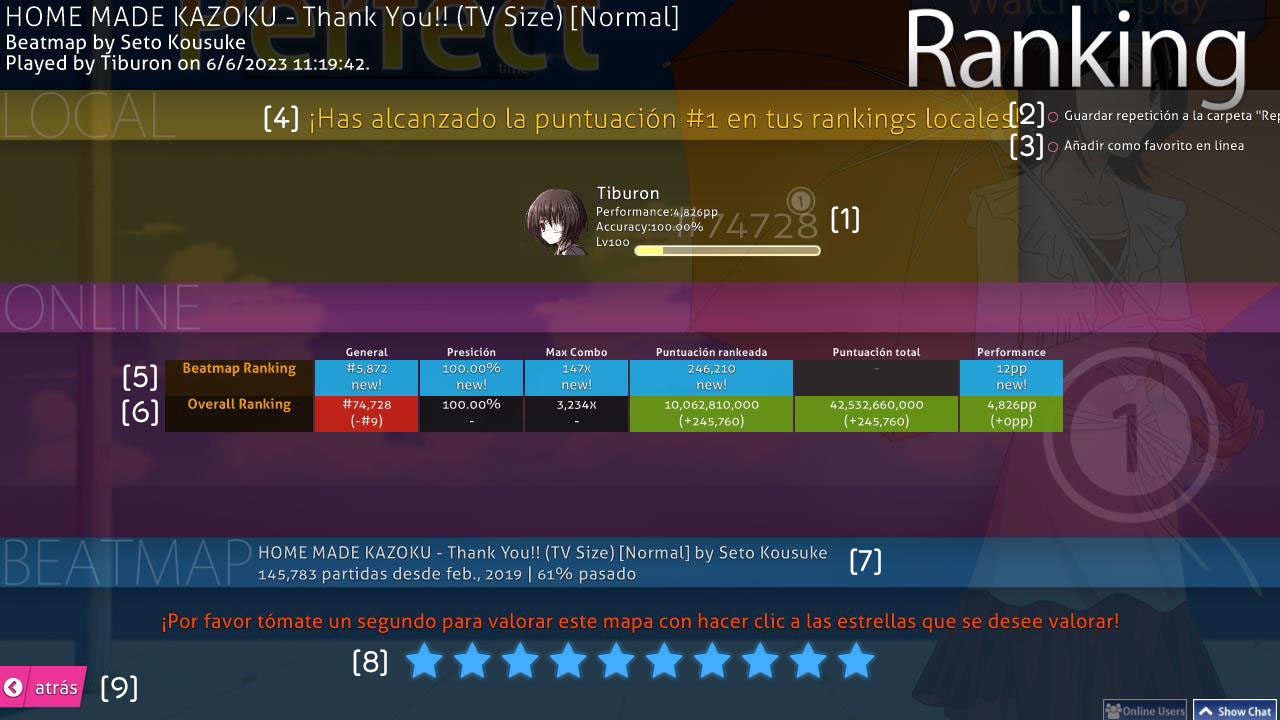 HOME MADE KAZOKU - Thank You!! (TV Size) [Normal]
Beatmap by Seto Kousuke
Played by Tiburon on 6/6/2023 11:19:42.
Perfect
time
Watch Replay
Ranking
LOCAL
[4] ¡Has alcanzado la puntuación #1 en tus rankings locales!
[2] Guardar repetición a la carpeta "Rep
[3] Añadir como favorito en línea
Tiburon
Performance:4,826pp
Accuracy:100.00%
Lv100
#74728
1
[1]
ONLINE
General Presición Max Combo Puntuación rankeada Puntuación total Performance
[5] Beatmap Ranking #5,872 100.00% 147x 246,210 - 12pp
new! new! new! new! new!
[6] Overall Ranking #74,728 100.00% 3,234x 10,062,810,000 42,532,660,000 4,826pp
(-#9) - - (+245,760) (+245,760) (+0pp)
1
BEATMAP
HOME MADE KAZOKU - Thank You!! (TV Size) [Normal] by Seto Kousuke
145,783 partidas desde feb., 2019 | 61% pasado
[7]
¡Por favor tómate un segundo para valorar este mapa con hacer clic a las estrellas que se desee valorar!
[8]
atrás [9]
Online Users
Show Chat